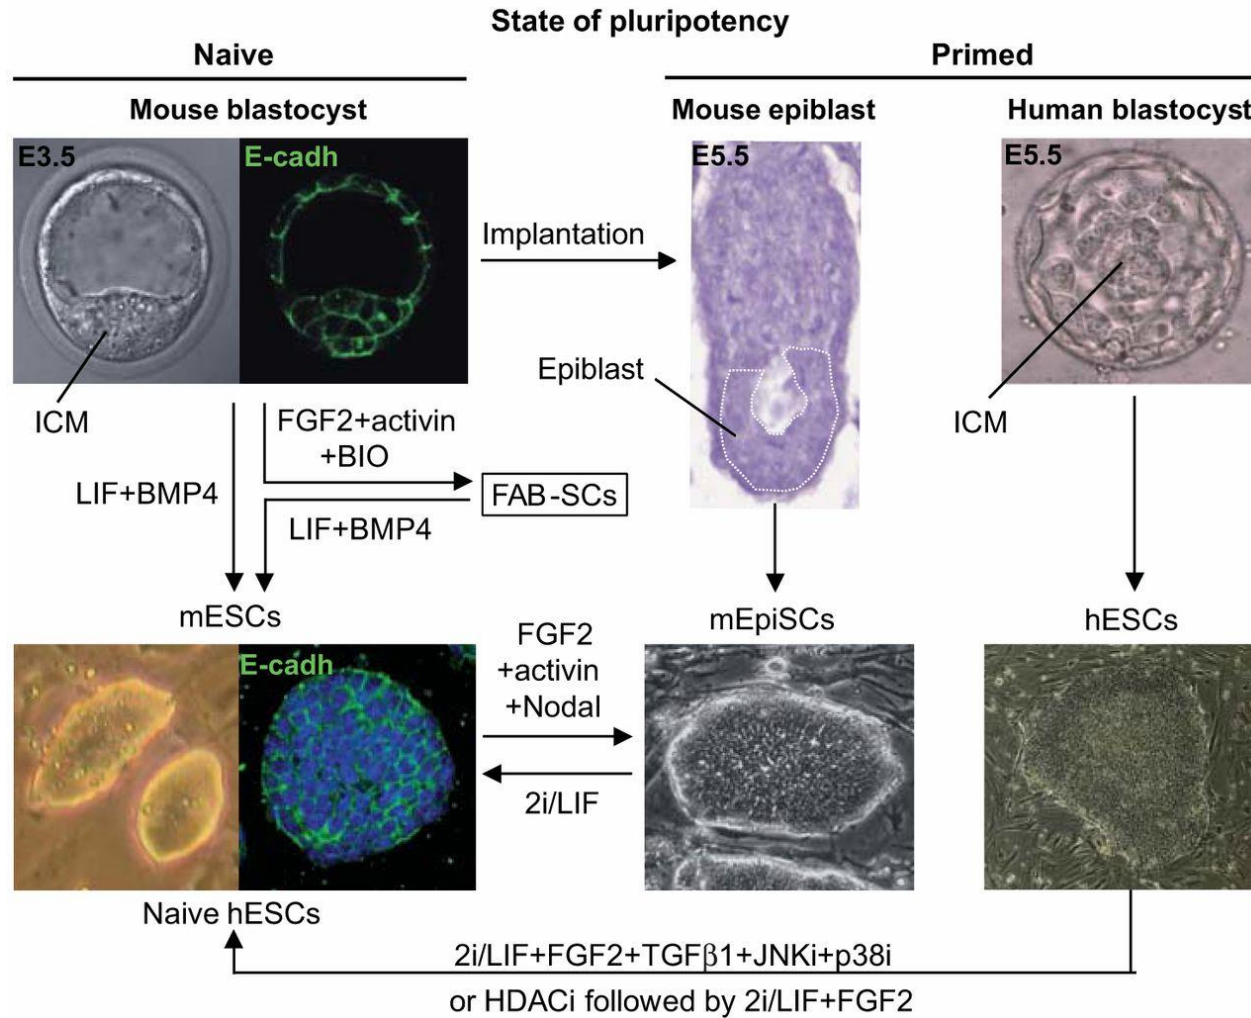 State of pluripotency
Naive
Primed
Mouse blastocyst
Mouse epiblast
Human blastocyst
E3.5
E-cadh
E5.5
E5.5
Implantation
Epiblast
ICM
ICM
FGF2+activin
+BIO
LIF+BMP4
FAB-SCs
LIF+BMP4
mESCs
mEpiSCs
hESCs
E-cadh
FGF2
+activin
+Nodal
2i/LIF
Naive hESCs
2i/LIF+FGF2+TGFβ1+JNKi+p38i
or HDACi followed by 2i/LIF+FGF2